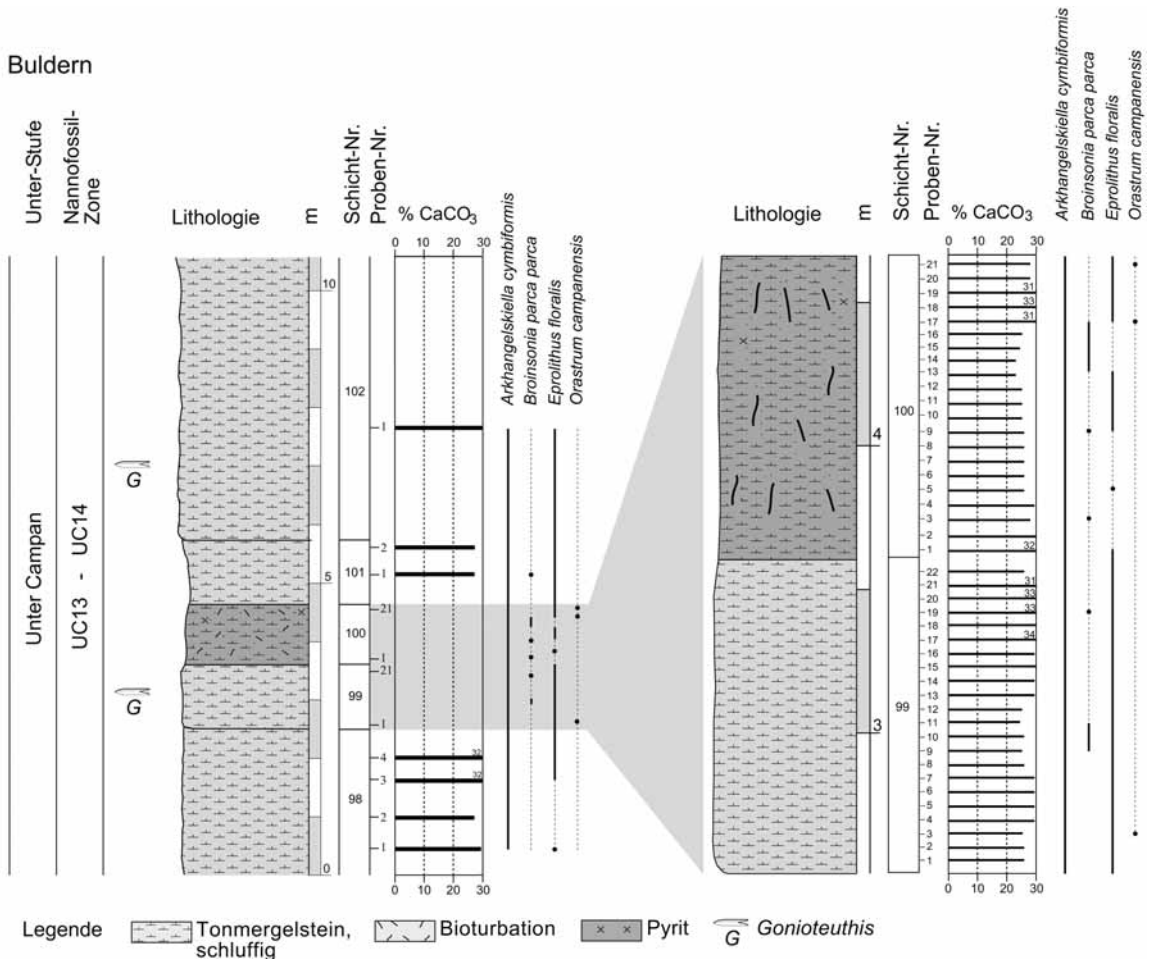 Buldern
Unter-Stufe
Nannofossil-
Zone
Lithologie
m
Schicht-Nr.
Proben-Nr.
% CaCO₃
0 10 20 30
Arkhangelskiella cymbiformis
Broinsonia parca parca
Eprolithus floralis
Orastrum campanensis
Unter Campan
UC13 - UC14
G
G
10
5
0
102
101
100
99
98
1
2
1
21
1
21
1
4
3
2
1
32
32
0 10 20 30
Lithologie
m
Schicht-Nr.
Proben-Nr.
% CaCO₃
0 10 20 30
Arkhangelskiella cymbiformis
Broinsonia parca parca
Eprolithus floralis
Orastrum campanensis
4
3
100
99
21
20
19 31
18 33
17 31
16
15
14
13
12
11
10
9
8
7
6
5
4
3
2
1 32
22
21 31
20 33
19 33
18
17 34
16
15
14
13
12
11
10
9
8
7
6
5
4
3
2
1
0 10 20 30
Legende
Tonmergelstein,
schluffig
Bioturbation
Pyrit
G
Gonioteuthis